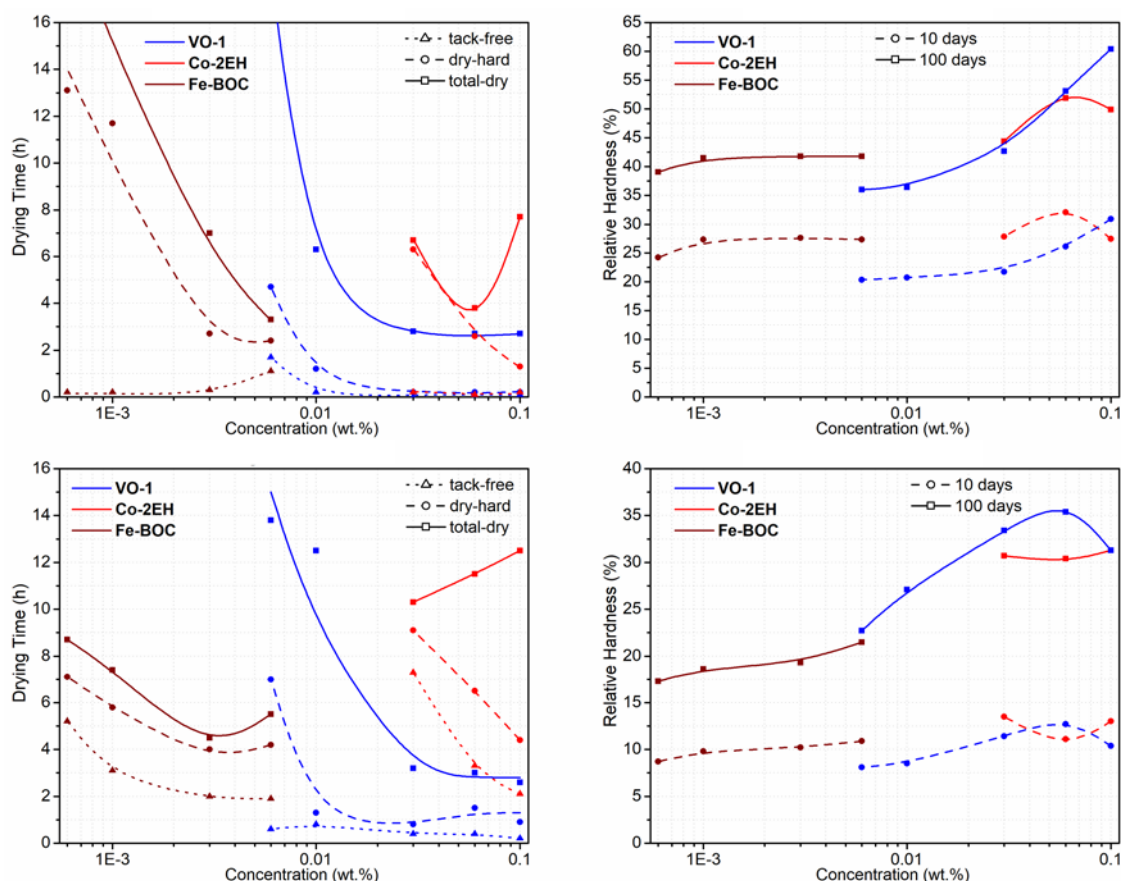 16
14
12
10
8
6
4
2
0
Drying Time (h)
VO-1
Co-2EH
Fe-BOC
tack-free
dry-hard
total-dry
1E-3
0.01
0.1
Concentration (wt.%)
65
60
55
50
45
40
35
30
25
20
15
10
5
0
Relative Hardness (%)
VO-1
Co-2EH
Fe-BOC
10 days
100 days
1E-3
0.01
0.1
Concentration (wt.%)
16
14
12
10
8
6
4
2
0
Drying Time (h)
VO-1
Co-2EH
Fe-BOC
tack-free
dry-hard
total-dry
1E-3
0.01
0.1
Concentration (wt.%)
40
35
30
25
20
15
10
5
0
Relative Hardness (%)
VO-1
Co-2EH
Fe-BOC
10 days
100 days
1E-3
0.01
0.1
Concentration (wt.%)